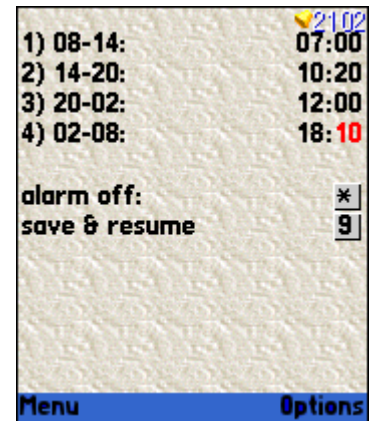 21:02
1) 08-14: 07:00
2) 14-20: 10:20
3) 20-02: 12:00
4) 02-08: 18:10
alarm off: *
save & resume 9
Menu Options